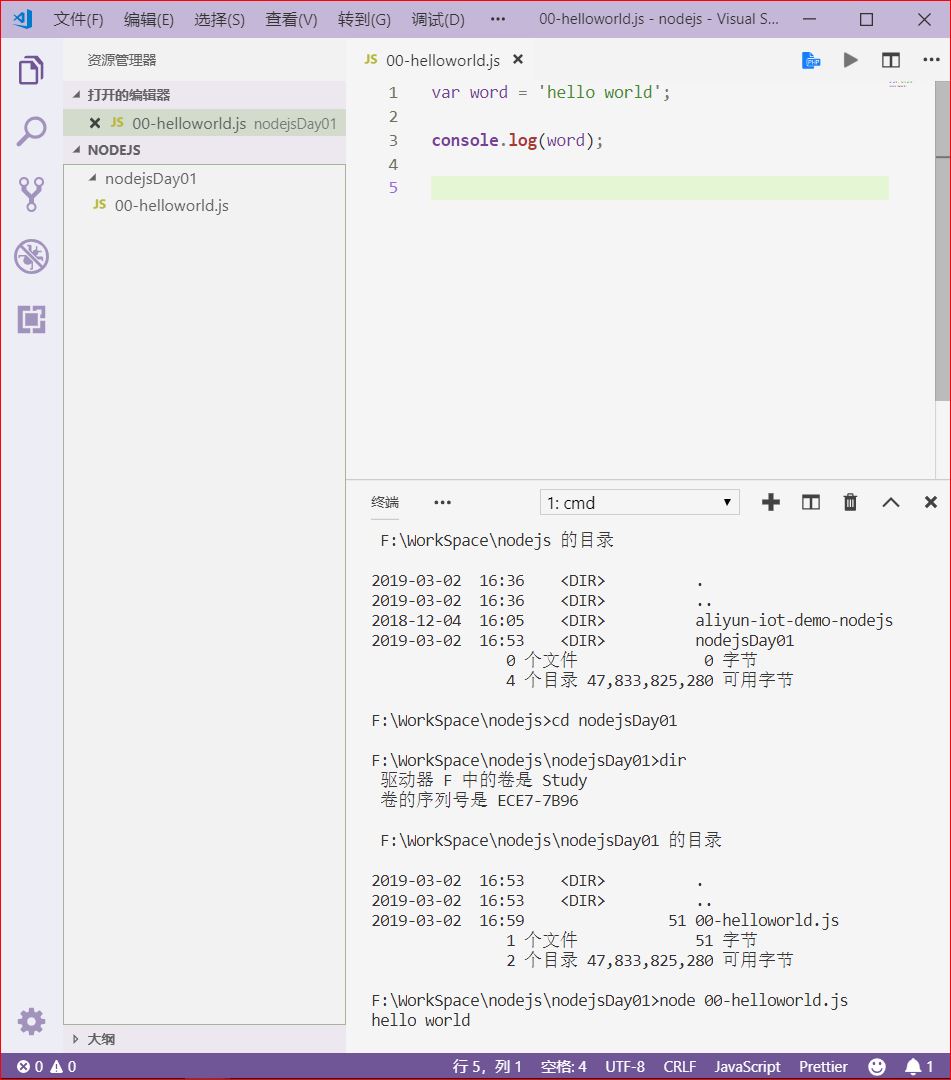 文件(F) 编辑(E) 选择(S) 查看(V) 转到(G) 调试(D) ··· 00-helloworld.js - nodejs - Visual S...
资源管理器
打开的编辑器
JS 00-helloworld.js nodejsDay01
NODEJS
nodejsDay01
JS 00-helloworld.js
大纲
JS 00-helloworld.js
PHP
1 var word = 'hello world';
2
3 console.log(word);
4
5
终端 ··· 1: cmd
F:\WorkSpace\nodejs 的目录
2019-03-02 16:36 <DIR> .
2019-03-02 16:36 <DIR> ..
2018-12-04 16:05 <DIR> aliyun-iot-demo-nodejs
2019-03-02 16:53 <DIR> nodejsDay01
0 个文件 0 字节
4 个目录 47,833,825,280 可用字节
F:\WorkSpace\nodejs>cd nodejsDay01
F:\WorkSpace\nodejs\nodejsDay01>dir
驱动器 F 中的卷是 Study
卷的序列号是 ECE7-7B96
F:\WorkSpace\nodejs\nodejsDay01 的目录
2019-03-02 16:53 <DIR> .
2019-03-02 16:53 <DIR> ..
2019-03-02 16:59 51 00-helloworld.js
1 个文件 51 字节
2 个目录 47,833,825,280 可用字节
F:\WorkSpace\nodejs\nodejsDay01>node 00-helloworld.js
hello world
0 0 行 5，列 1 空格: 4 UTF-8 CRLF JavaScript Prettier 1